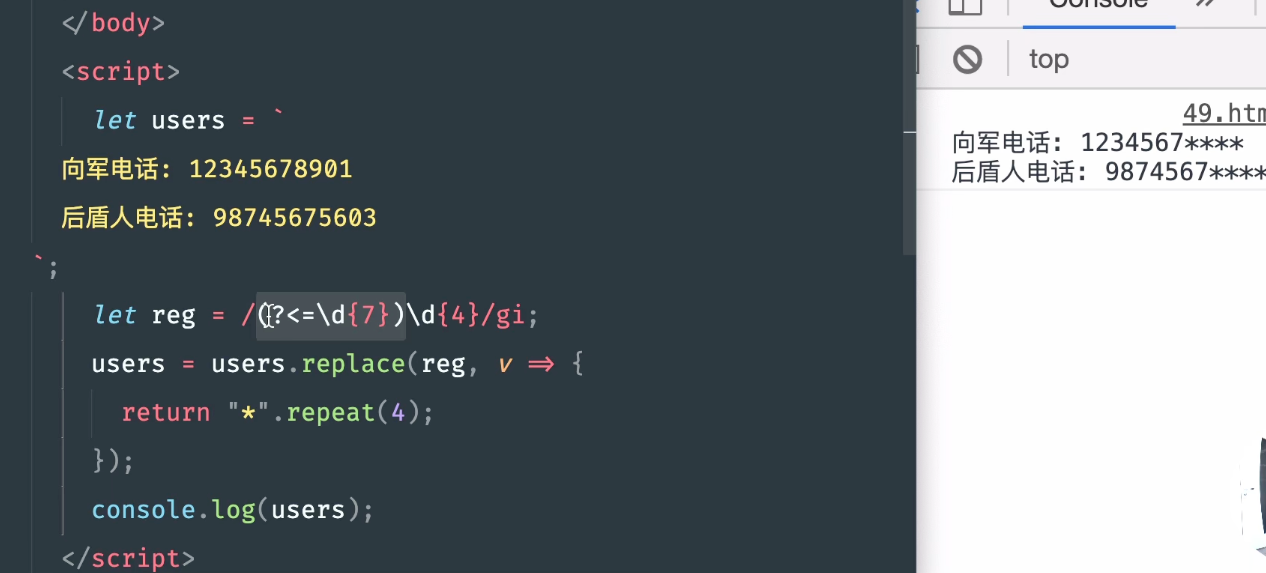 </body>
<script>
let users = `
向军电话: 12345678901
后盾人电话: 98745675603
`;
let reg = /(?<=\d{7})\d{4}/gi;
users = users.replace(reg, v => {
return "*".repeat(4);
});
console.log(users);
</script>
Console »
top
49.htm
向军电话: 1234567****
后盾人电话: 9874567****